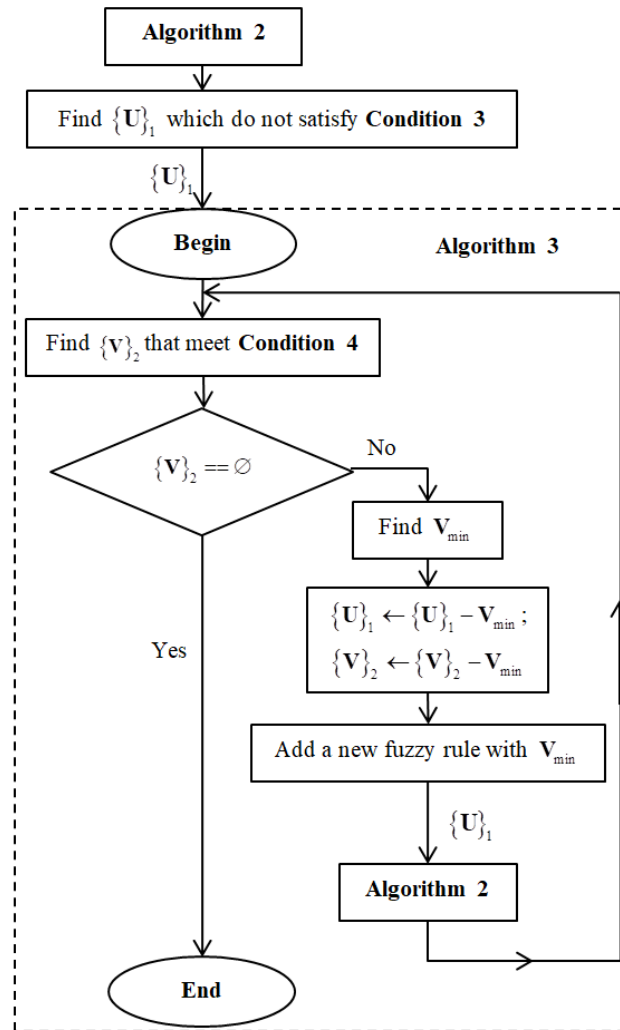 Algorithm 2
Find {U}₁ which do not satisfy Condition 3
{U}₁
Begin
Algorithm 3
Find {V}₂ that meet Condition 4
{V}₂ == ∅
No
Find V_min
{U}₁ ← {U}₁ − V_min ;
{V}₂ ← {V}₂ − V_min
Yes
Add a new fuzzy rule with V_min
{U}₁
Algorithm 2
End